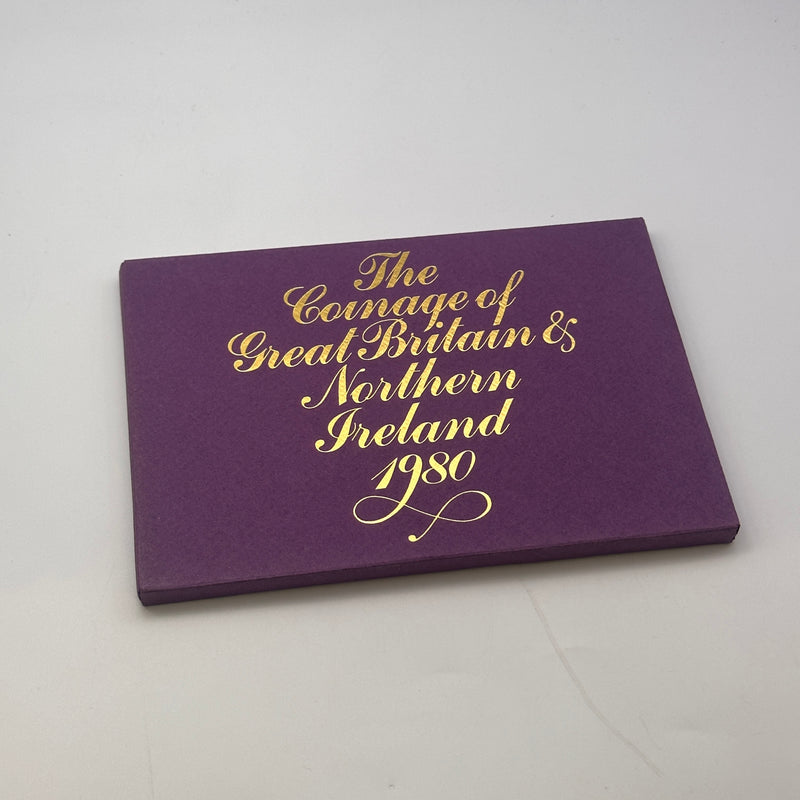 The
Coinage of
Great Britain &
Northern
Ireland
1980